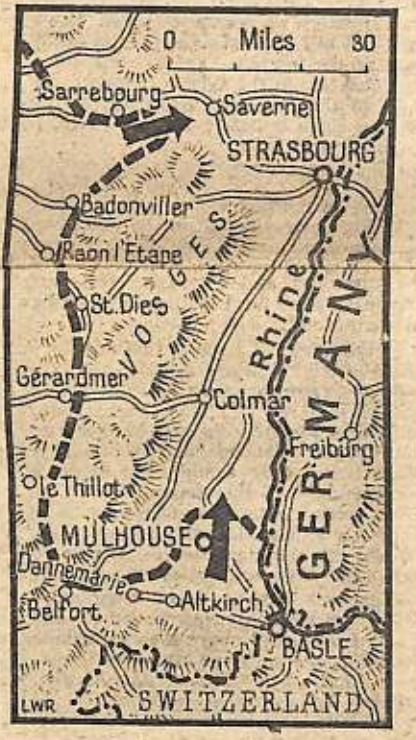 0 Miles 30
Sarrebourg
Saverne
STRASBOURG
Badonviller
Raon l'Etape
VOSGES
St. Dies
Rhine
GERMANY
Gérardmer
Colmar
Freiburg
le Thillot
MULHOUSE
Dannemarie
Belfort
Altkirch
BASLE
SWITZERLAND
LWR